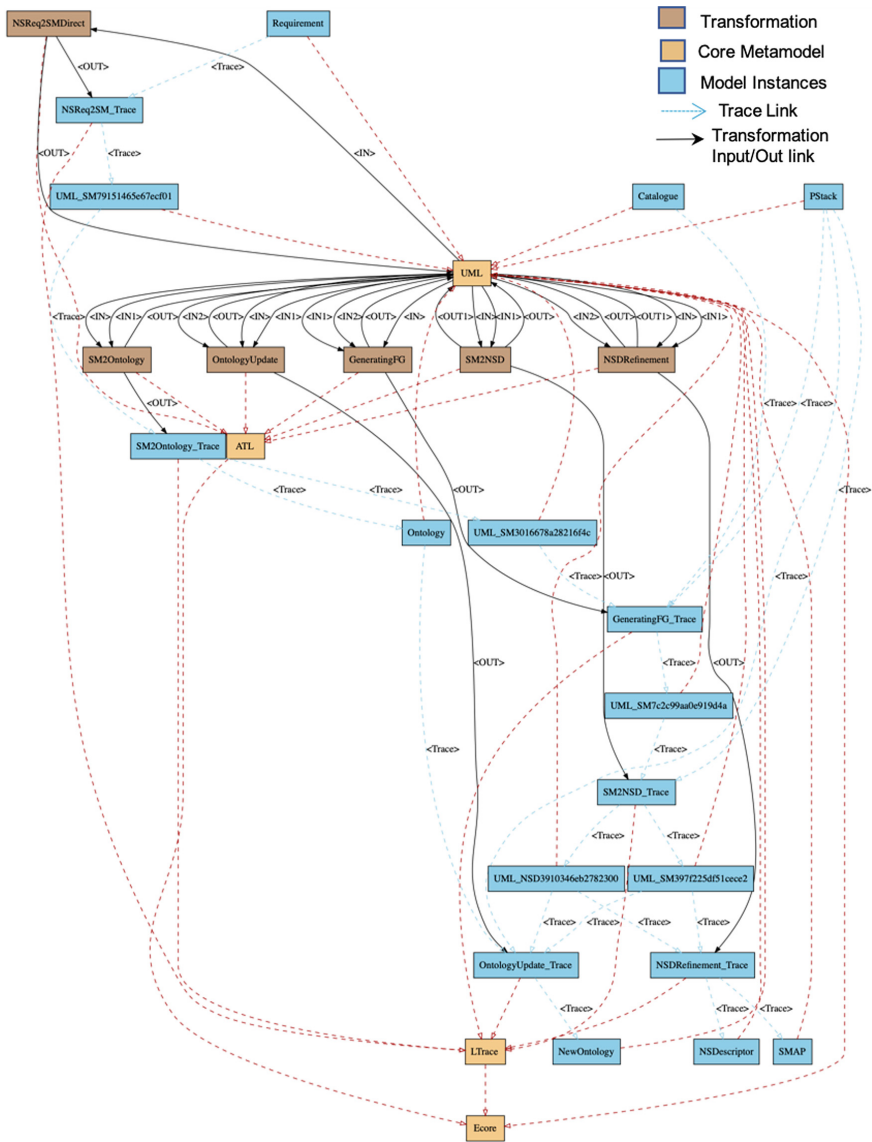 NSReq2SMDirect
Requirement
Transformation
Core Metamodel
Model Instances
Trace Link
Transformation
Input/Out link
<OUT>
<Trace>
NSReq2SM_Trace
<OUT>
<Trace>
<IN>
UML_SM79151465e67ecf01
Catalogue
PStack
UML
<Trace>
<IN>
<IN1>
<OUT>
<IN2>
<OUT>
<IN1>
<IN>
<IN1>
<IN2>
<OUT>
<IN>
<OUT1>
<IN>
<IN1>
<OUT>
<IN2>
<OUT>
<OUT1>
<IN>
<IN1>
SM2Ontology
OntologyUpdate
GeneratingFG
SM2NSD
NSDRefinement
<OUT>
<Trace>
<Trace>
SM2Ontology_Trace
ATL
<Trace>
<Trace>
<OUT>
<Trace>
Ontology
UML_SM3016678a28216f4c
<Trace>
<OUT>
<Trace>
GeneratingFG_Trace
<OUT>
<Trace>
<OUT>
UML_SM7c2c99aa0e919d4a
<Trace>
<Trace>
SM2NSD_Trace
<Trace>
<Trace>
UML_NSD3910346eb2782300
UML_SM397f225df51cece2
<Trace>
<Trace>
<Trace>
<Trace>
OntologyUpdate_Trace
NSDRefinement_Trace
<Trace>
<Trace>
<Trace>
LTrace
NewOntology
NSDescriptor
SMAP
Ecore